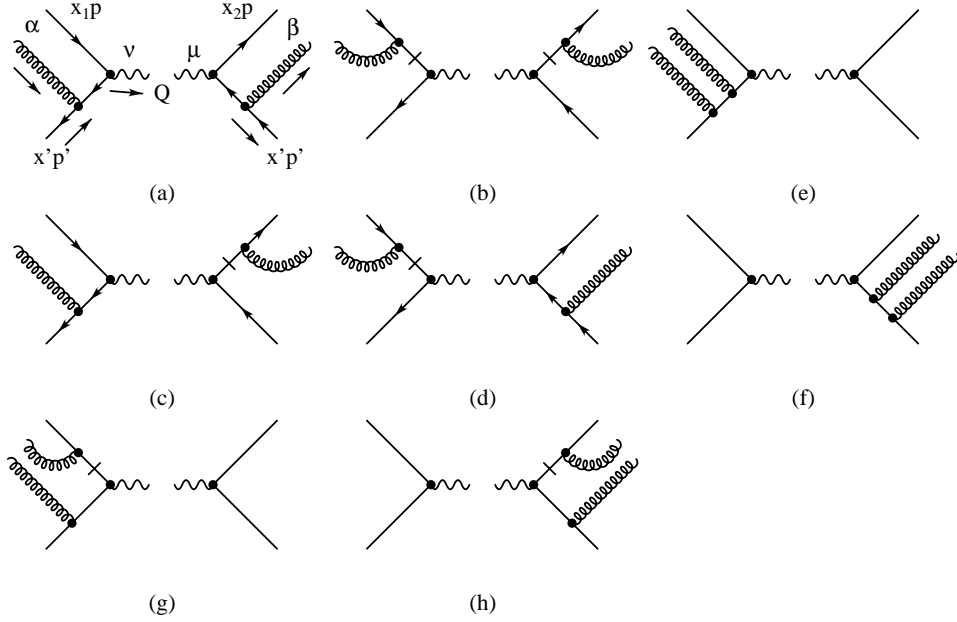 x₁p x₂p
α ν μ β
Q
x'p' x'p'
(a) (b) (e)
(c) (d) (f)
(g) (h)